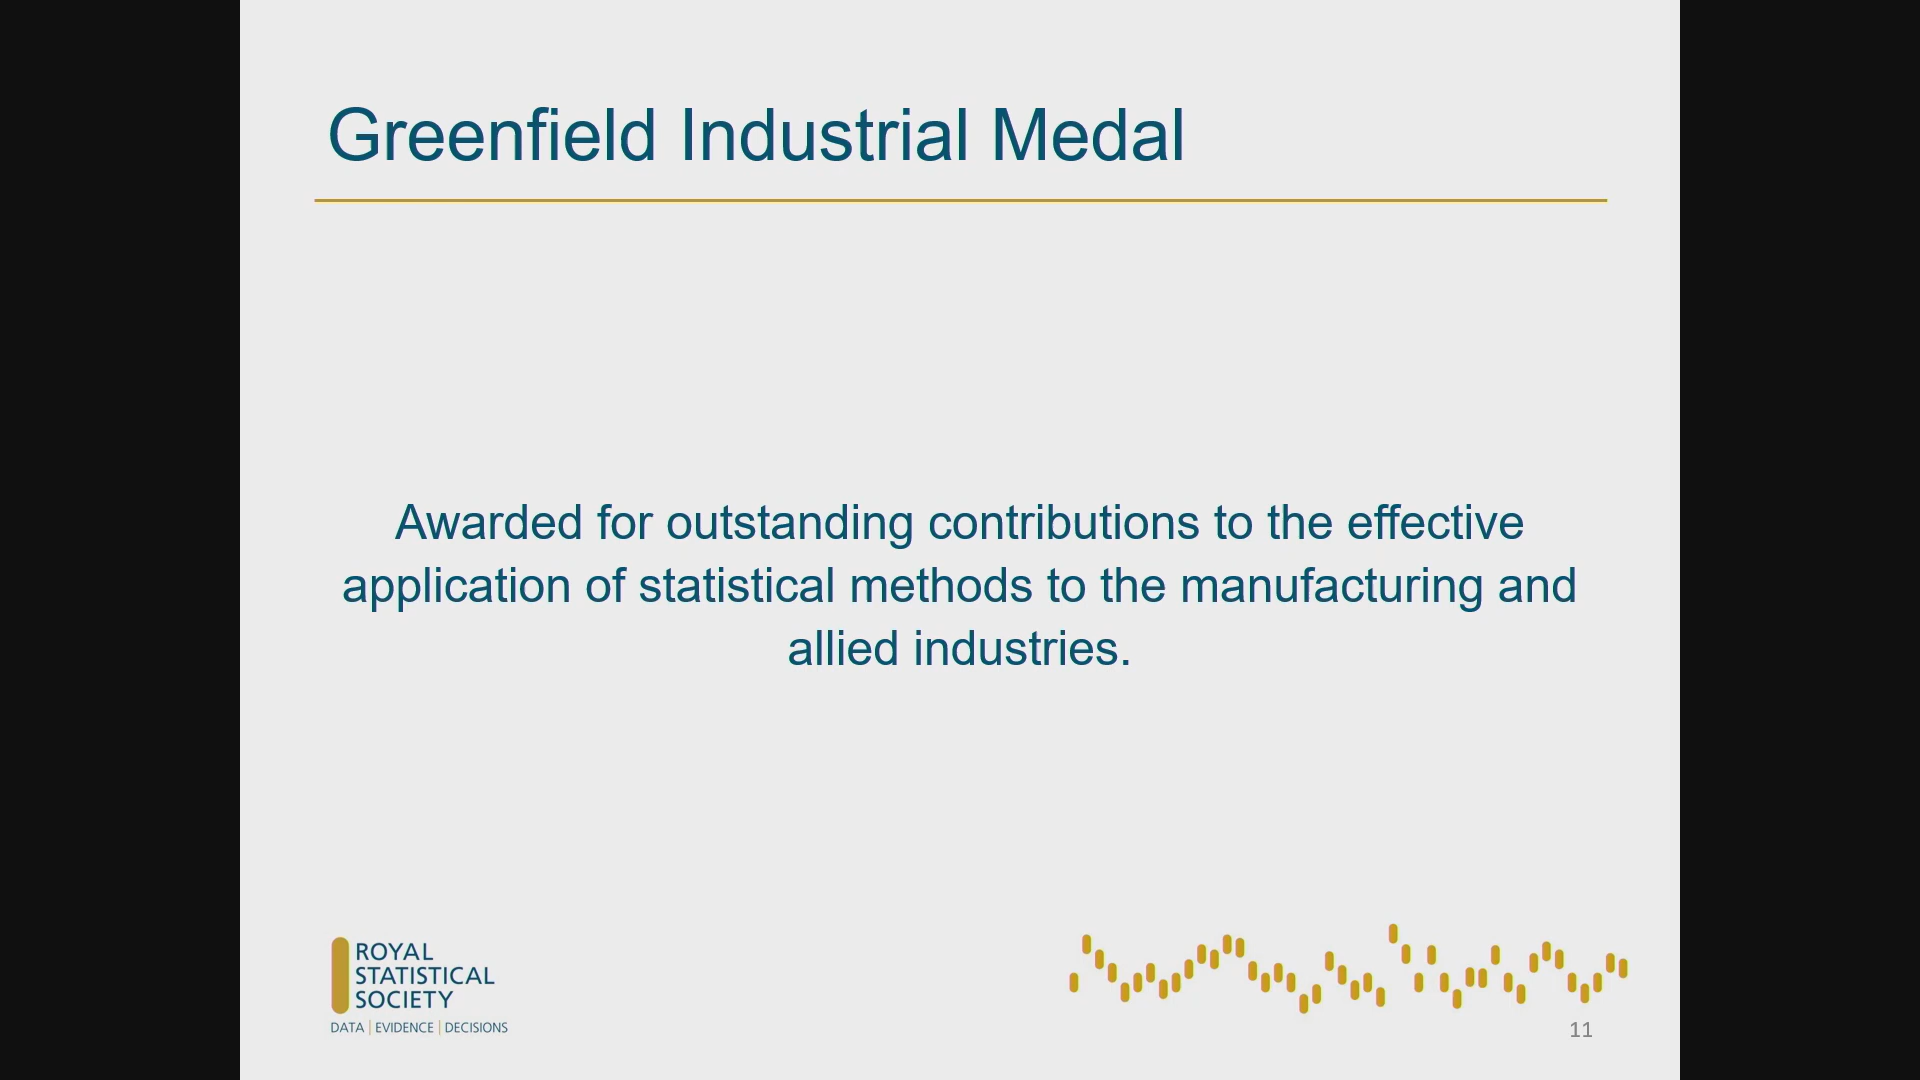 Greenfield Industrial Medal
Awarded for outstanding contributions to the effective
application of statistical methods to the manufacturing and
allied industries.
ROYAL
STATISTICAL
SOCIETY
DATA | EVIDENCE | DECISIONS
11